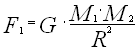 F₁ = G · M₁ · M₂ / R²